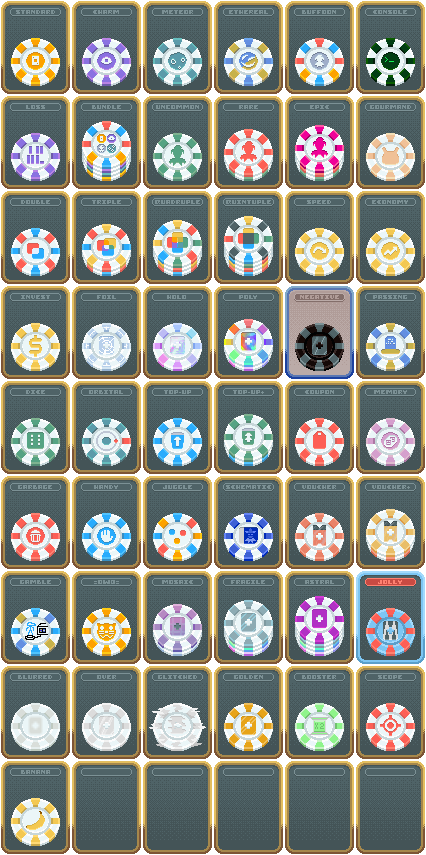 STANDARD CHARM METEOR ETHEREAL BUFFOON CONSOLE
LOSS BUNDLE UNCOMMON RARE EPIC GOURMAND
DOUBLE TRIPLE QUADRUPLE QUINTUPLE SPEED ECONOMY
INVEST FOIL HOLO POLY NEGATIVE PASSING
$
DICE ORBITAL TOP-UP TOP-UP+ COUPON MEMORY
GARBAGE HANDY JUGGLE SCHEMATIC VOUCHER VOUCHER+
GAMBLE =OWO= MOSAIC FRAGILE ASTRAL JOLLY
BLURRED OVER GLITCHED GOLDEN BOOSTER SCOPE
X2
BANANA